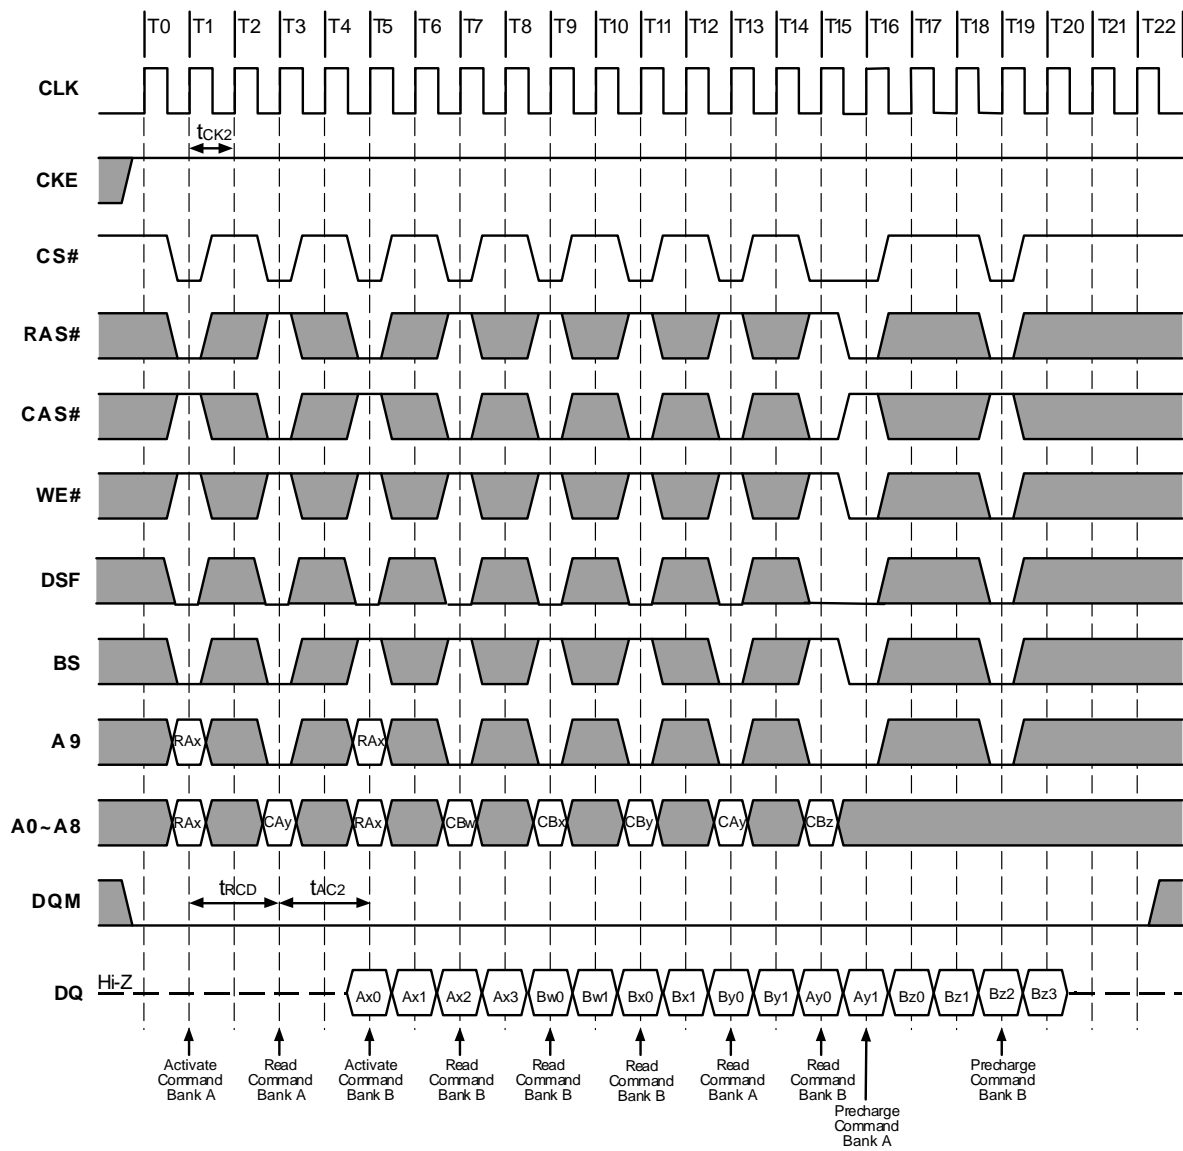 T0 T1 T2 T3 T4 T5 T6 T7 T8 T9 T10 T11 T12 T13 T14 T15 T16 T17 T18 T19 T20 T21 T22
CLK
tCK2
CKE
CS#
RAS#
CAS#
WE#
DSF
BS
A9 RAx RAx
A0~A8 RAx CAy RAx CBw CBx CBy CAy CBz
DQM tRCD tAC2
DQ Hi-Z Ax0 Ax1 Ax2 Ax3 Bw0 Bw1 Bx0 Bx1 By0 By1 Ay0 Ay1 Bz0 Bz1 Bz2 Bz3
Activate
Command
Bank A
Read
Command
Bank A
Activate
Command
Bank B
Read
Command
Bank B
Read
Command
Bank B
Read
Command
Bank B
Read
Command
Bank A
Read
Command
Bank B
Precharge
Command
Bank A
Precharge
Command
Bank B